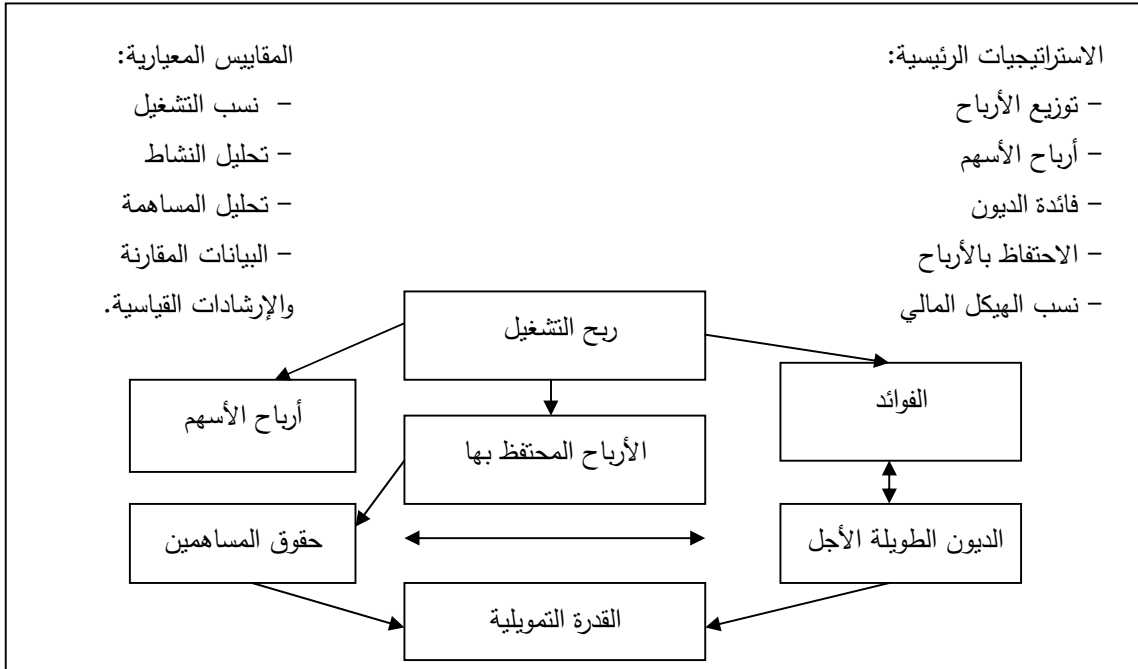 الاستراتيجيات الرئيسية:
- توزيع الأرباح
- أرباح الأسهم
- فائدة الديون
- الاحتفاظ بالأرباح
- نسب الهيكل المالي
المقاييس المعيارية:
- نسب التشغيل
- تحليل النشاط
- تحليل المساهمة
- البيانات المقارنة
والإرشادات القياسية.
ربح التشغيل
الفوائد
أرباح الأسهم
الأرباح المحتفظ بها
الديون الطويلة الأجل
حقوق المساهمين
القدرة التمويلية